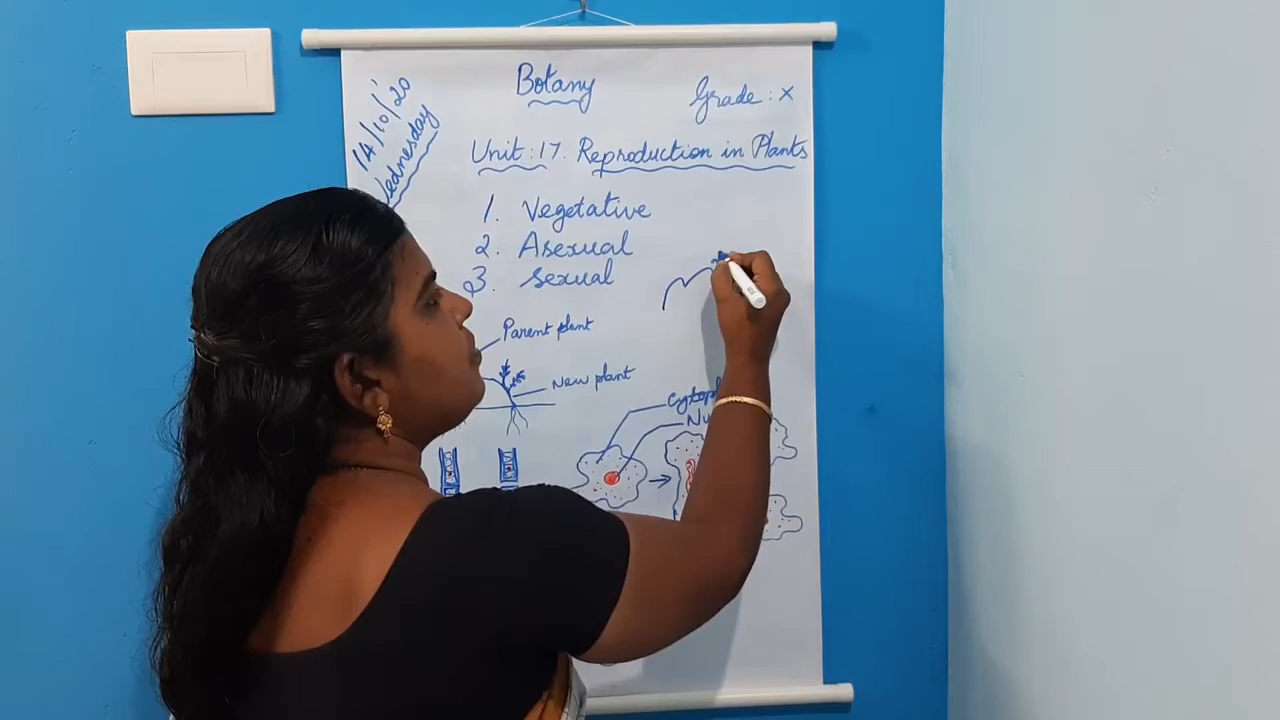 14/10/20
Wednesday
Botany
Grade : X
Unit : 17. Reproduction in Plants
1. Vegetative
2. Asexual
3. Sexual
Parent plant
New plant